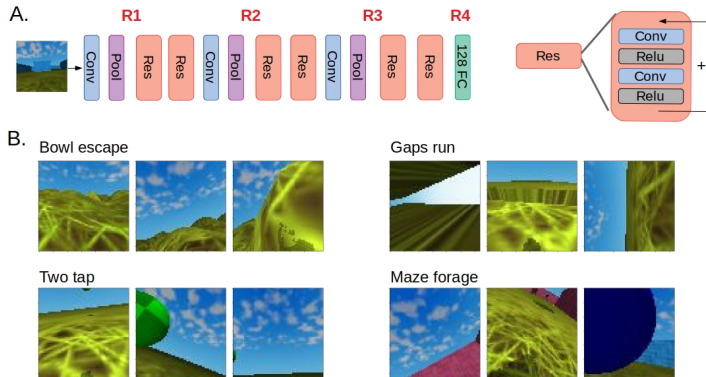 A.
R1 R2 R3 R4
Conv Pool Res Res Conv Pool Res Res Conv Pool Res Res 128 FC
Res
Conv
Relu
Conv
Relu
+
B.
Bowl escape
Gaps run
Two tap
Maze forage